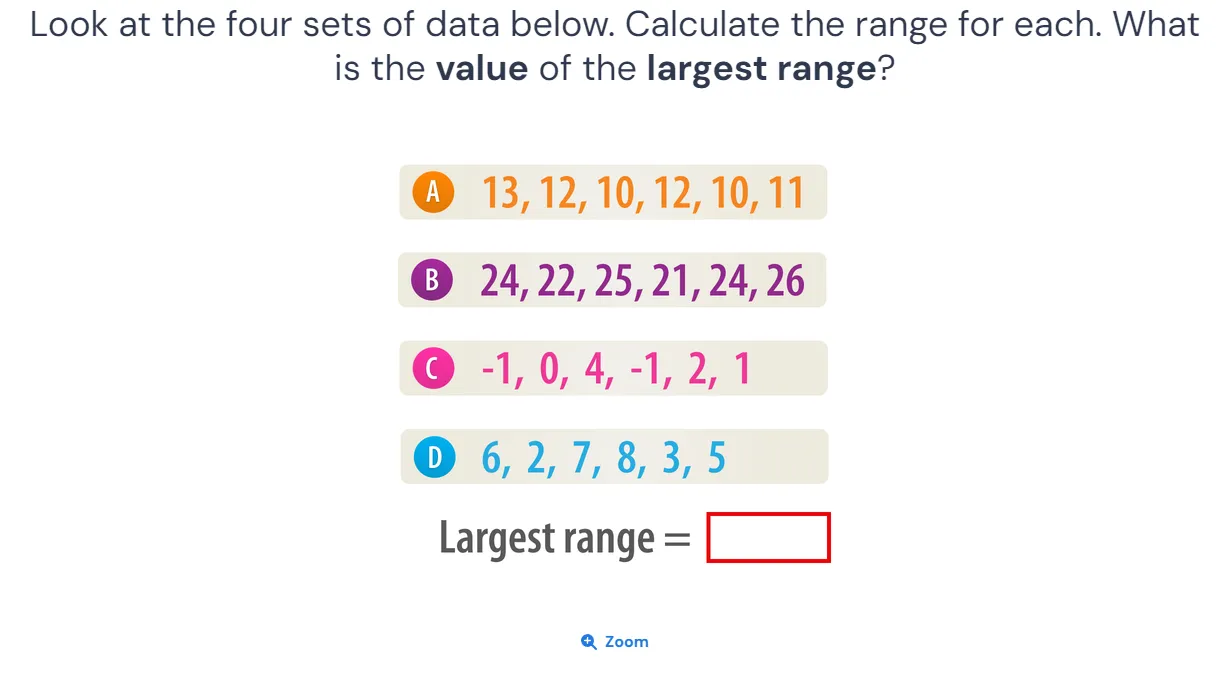 Look at the four sets of data below. Calculate the range for each. What
is the value of the largest range?
A 13, 12, 10, 12, 10, 11
B 24, 22, 25, 21, 24, 26
C -1, 0, 4, -1, 2, 1
D 6, 2, 7, 8, 3, 5
Largest range =
Zoom